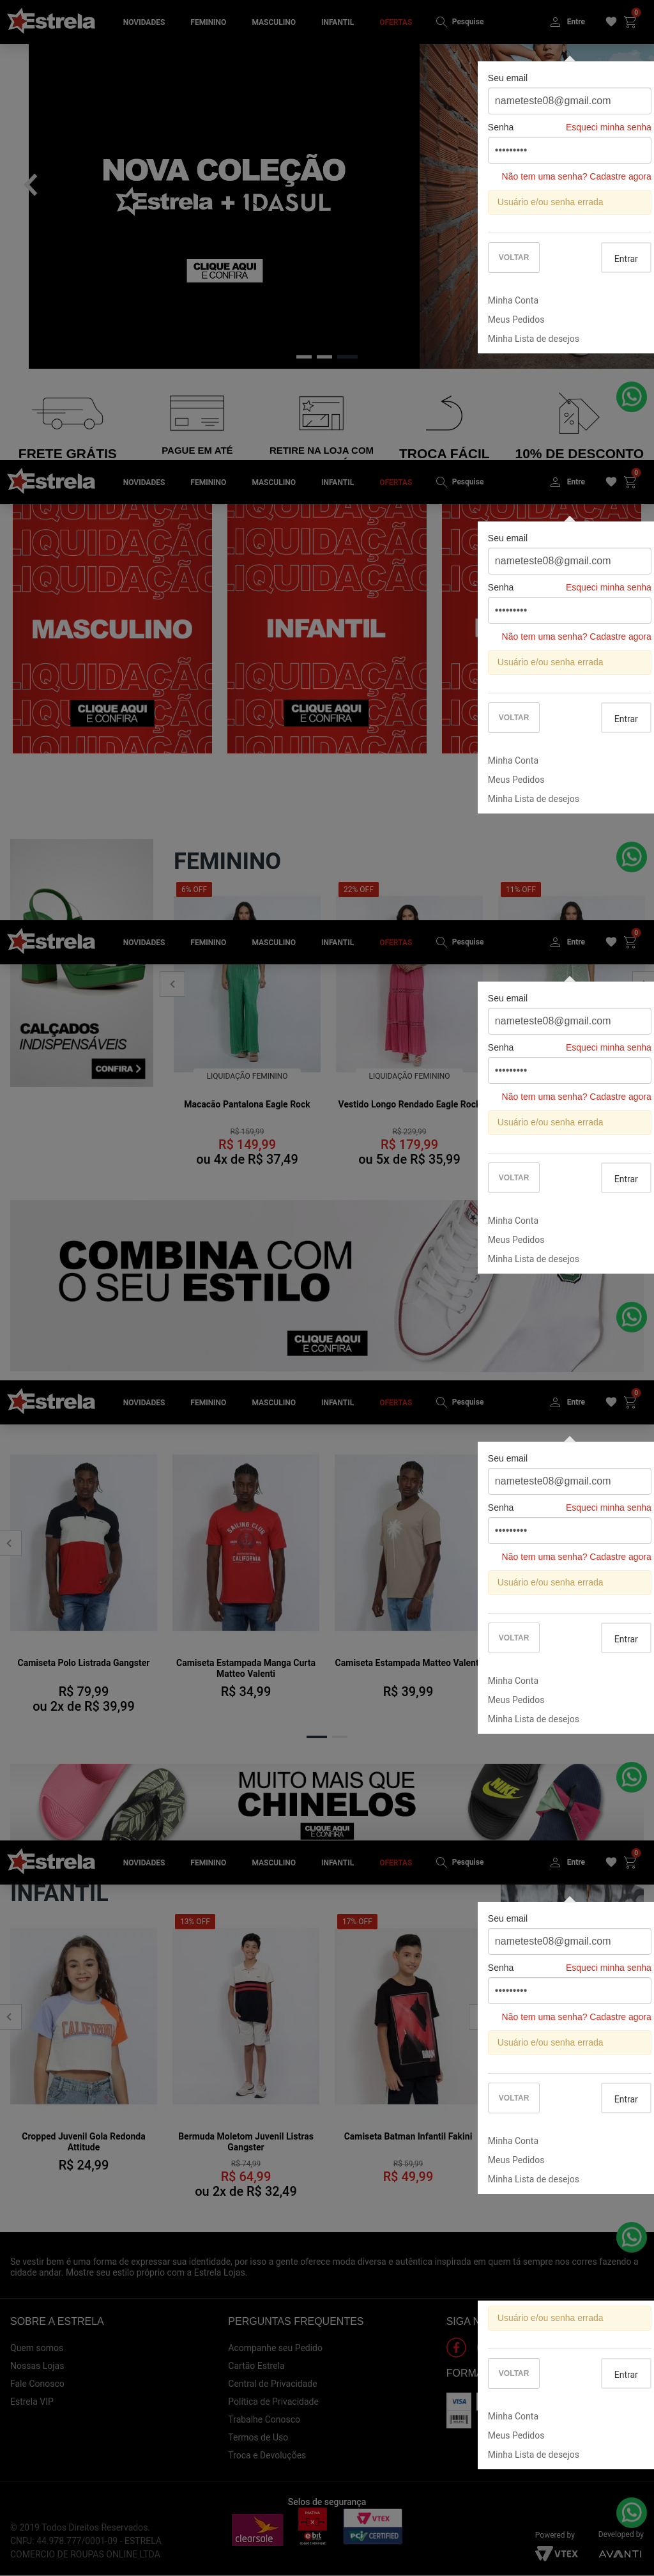 Estrela NOVIDADES FEMININO MASCULINO INFANTIL OFERTAS Pesquise Entre 0
NOVA COLEÇÃO
Estrela + IDASUL
CLIQUE AQUI
E CONFIRA
Seu email
nameteste08@gmail.com
Senha Esqueci minha senha
•••••••••
Não tem uma senha? Cadastre agora
Usuário e/ou senha errada
VOLTAR Entrar
Minha Conta
Meus Pedidos
Minha Lista de desejos
FRETE GRÁTIS PAGUE EM ATÉ RETIRE NA LOJA COM TROCA FÁCIL 10% DE DESCONTO
Estrela NOVIDADES FEMININO MASCULINO INFANTIL OFERTAS Pesquise Entre 0
LIQUIDAÇÃO LIQUIDAÇÃO
LIQUIDAÇÃO LIQUIDAÇÃO
MASCULINO INFANTIL
CLIQUE AQUI CLIQUE AQUI
E CONFIRA E CONFIRA
LIQUIDAÇÃO LIQUIDAÇÃO
Seu email
nameteste08@gmail.com
Senha Esqueci minha senha
•••••••••
Não tem uma senha? Cadastre agora
Usuário e/ou senha errada
VOLTAR Entrar
Minha Conta
Meus Pedidos
Minha Lista de desejos
FEMININO
6% OFF 22% OFF 11% OFF
Estrela NOVIDADES FEMININO MASCULINO INFANTIL OFERTAS Pesquise Entre 0
CALÇADOS
INDISPENSÁVEIS
CONFIRA
LIQUIDAÇÃO FEMININO LIQUIDAÇÃO FEMININO
Macacão Pantalona Eagle Rock Vestido Longo Rendado Eagle Rock
R$ 159,99 R$ 229,99
R$ 149,99 R$ 179,99
ou 4x de R$ 37,49 ou 5x de R$ 35,99
Seu email
nameteste08@gmail.com
Senha Esqueci minha senha
•••••••••
Não tem uma senha? Cadastre agora
Usuário e/ou senha errada
VOLTAR Entrar
Minha Conta
Meus Pedidos
Minha Lista de desejos
COMBINA COM
O SEU ESTILO
CLIQUE AQUI
E CONFIRA
Estrela NOVIDADES FEMININO MASCULINO INFANTIL OFERTAS Pesquise Entre 0
Camiseta Polo Listrada Gangster
R$ 79,99
ou 2x de R$ 39,99
Camiseta Estampada Manga Curta
Matteo Valenti
R$ 34,99
Camiseta Estampada Matteo Valenti
R$ 39,99
Seu email
nameteste08@gmail.com
Senha Esqueci minha senha
•••••••••
Não tem uma senha? Cadastre agora
Usuário e/ou senha errada
VOLTAR Entrar
Minha Conta
Meus Pedidos
Minha Lista de desejos
MUITO MAIS QUE
CHINELOS
CLIQUE AQUI
E CONFIRA
Estrela NOVIDADES FEMININO MASCULINO INFANTIL OFERTAS Pesquise Entre 0
INFANTIL
13% OFF 17% OFF
Cropped Juvenil Gola Redonda
Attitude
R$ 24,99
Bermuda Moletom Juvenil Listras
Gangster
R$ 74,99
R$ 64,99
ou 2x de R$ 32,49
Camiseta Batman Infantil Fakini
R$ 59,99
R$ 49,99
Seu email
nameteste08@gmail.com
Senha Esqueci minha senha
•••••••••
Não tem uma senha? Cadastre agora
Usuário e/ou senha errada
VOLTAR Entrar
Minha Conta
Meus Pedidos
Minha Lista de desejos
Se vestir bem é uma forma de expressar sua identidade, por isso a gente oferece moda diversa e autêntica inspirada em quem tá sempre nos corres fazendo a
cidade andar. Mostre seu estilo próprio com a Estrela Lojas.
SOBRE A ESTRELA
Quem somos
Nossas Lojas
Fale Conosco
Estrela VIP
PERGUNTAS FREQUENTES
Acompanhe seu Pedido
Cartão Estrela
Central de Privacidade
Política de Privacidade
Trabalhe Conosco
Termos de Uso
Troca e Devoluções
SIGA N
FORMA
VISA
Usuário e/ou senha errada
VOLTAR Entrar
Minha Conta
Meus Pedidos
Minha Lista de desejos
© 2019 Todos Direitos Reservados.
CNPJ: 44.978.777/0001-09 - ESTRELA
COMERCIO DE ROUPAS ONLINE LTDA
Selos de segurança
clearsale
ebit
VTEX
PCI CERTIFIED
Powered by
VTEX
Developed by
AVANTI